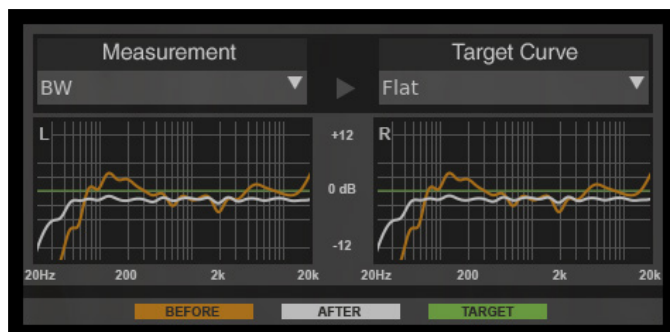 Measurement
Target Curve
BW
Flat
L
+12
R
0 dB
-12
20Hz 200 2k 20k
20Hz 200 2k 20k
BEFORE
AFTER
TARGET